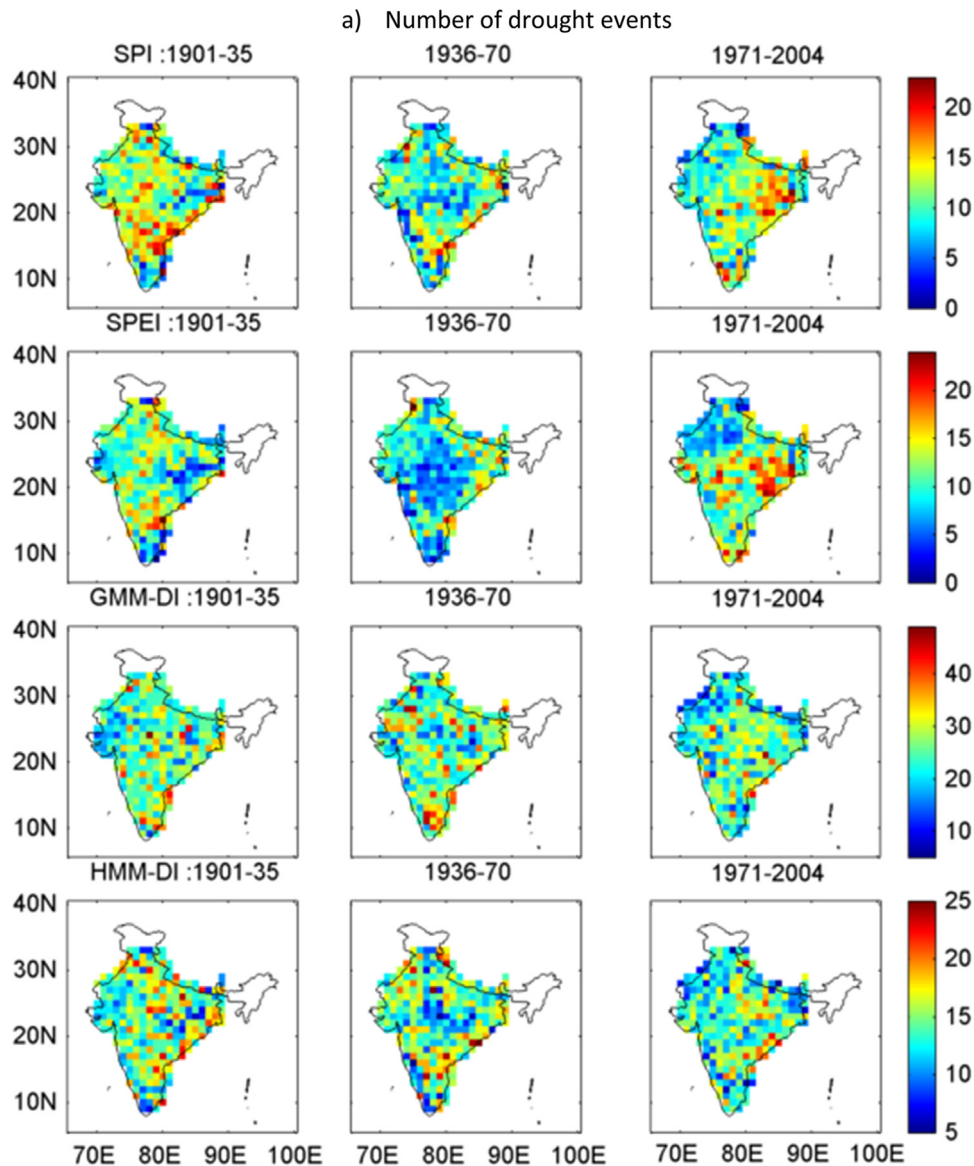 a) Number of drought events
SPI :1901-35 1936-70 1971-2004
40N
30N
20N
10N
20
15
10
5
0
SPEI :1901-35 1936-70 1971-2004
40N
30N
20N
10N
20
15
10
5
0
GMM-DI :1901-35 1936-70 1971-2004
40N
30N
20N
10N
40
30
20
10
HMM-DI :1901-35 1936-70 1971-2004
40N
30N
20N
10N
25
20
15
10
5
70E 80E 90E 100E 70E 80E 90E 100E 70E 80E 90E 100E